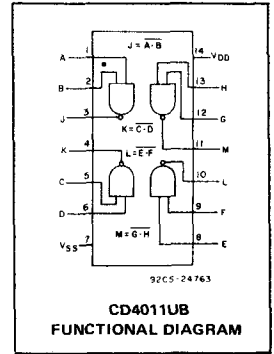 J = A·B
1 A
2 B
3 J
4 K
5 C
6 D
7 VSS
14 VDD
13 H
12 G
11 M
10 L
9 F
8 E
K = C·D
L = E·F
M = G·H
92CS-24763
CD4011UB
FUNCTIONAL DIAGRAM